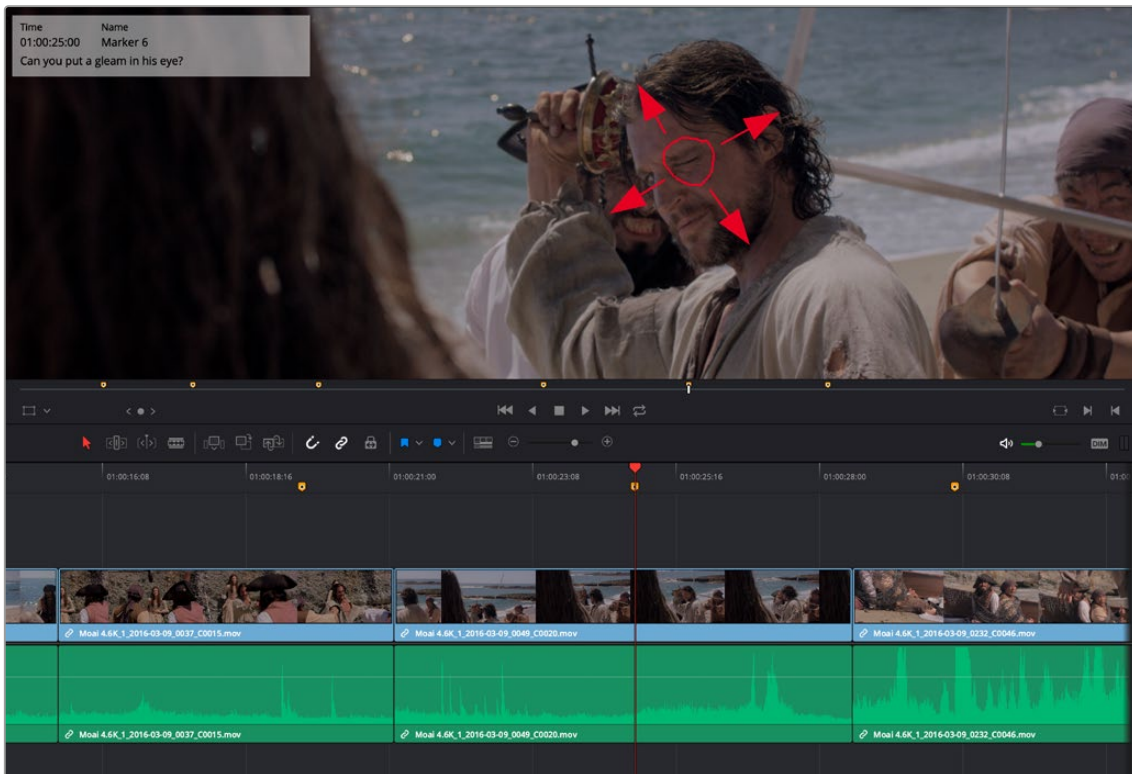 Time Name
01:00:25:00 Marker 6
Can you put a gleam in his eye?
DIM
01:00:16:08 01:00:18:16 01:00:21:00 01:00:23:08 01:00:25:16 01:00:28:00 01:00:30:08 01:00
Moai 4.6K_1_2016-03-09_0037_C0015.mov Moai 4.6K_1_2016-03-09_0049_C0020.mov Moai 4.6K_1_2016-03-09_0232_C0046.mov
Moai 4.6K_1_2016-03-09_0037_C0015.mov Moai 4.6K_1_2016-03-09_0049_C0020.mov Moai 4.6K_1_2016-03-09_0232_C0046.mov